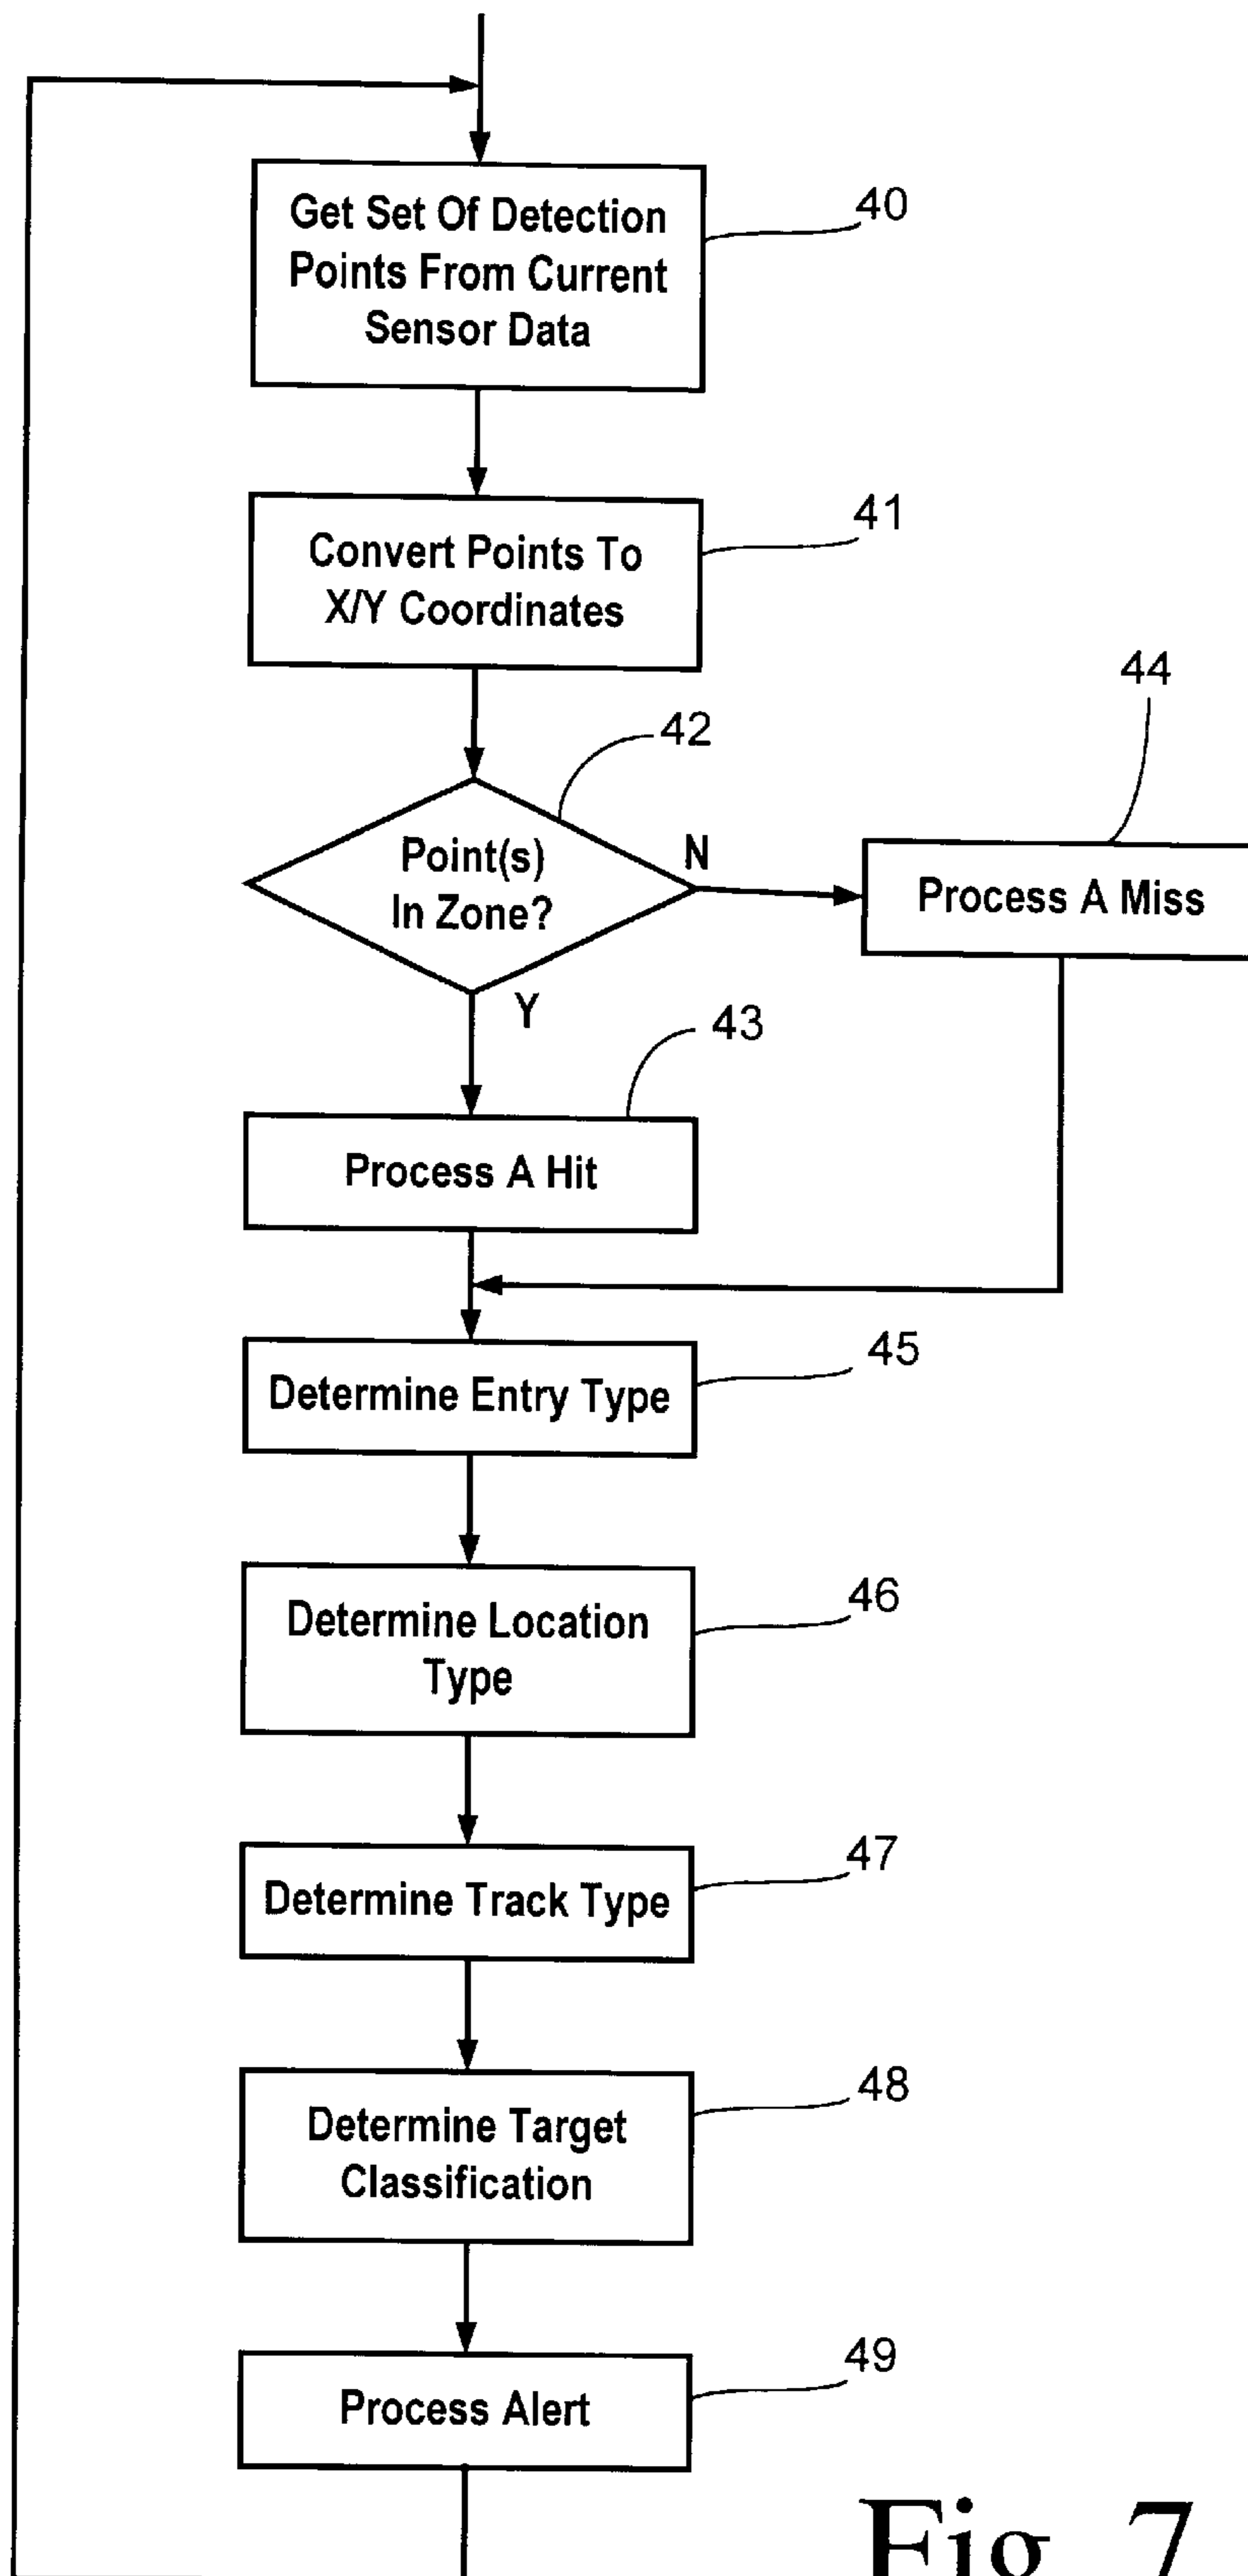 Get Set Of Detection
Points From Current
Sensor Data
40
Convert Points To
X/Y Coordinates
41
42
44
Point(s)
In Zone?
N
Process A Miss
Y
43
Process A Hit
Determine Entry Type
45
Determine Location
Type
46
Determine Track Type
47
Determine Target
Classification
48
Process Alert
49
Fig. 7